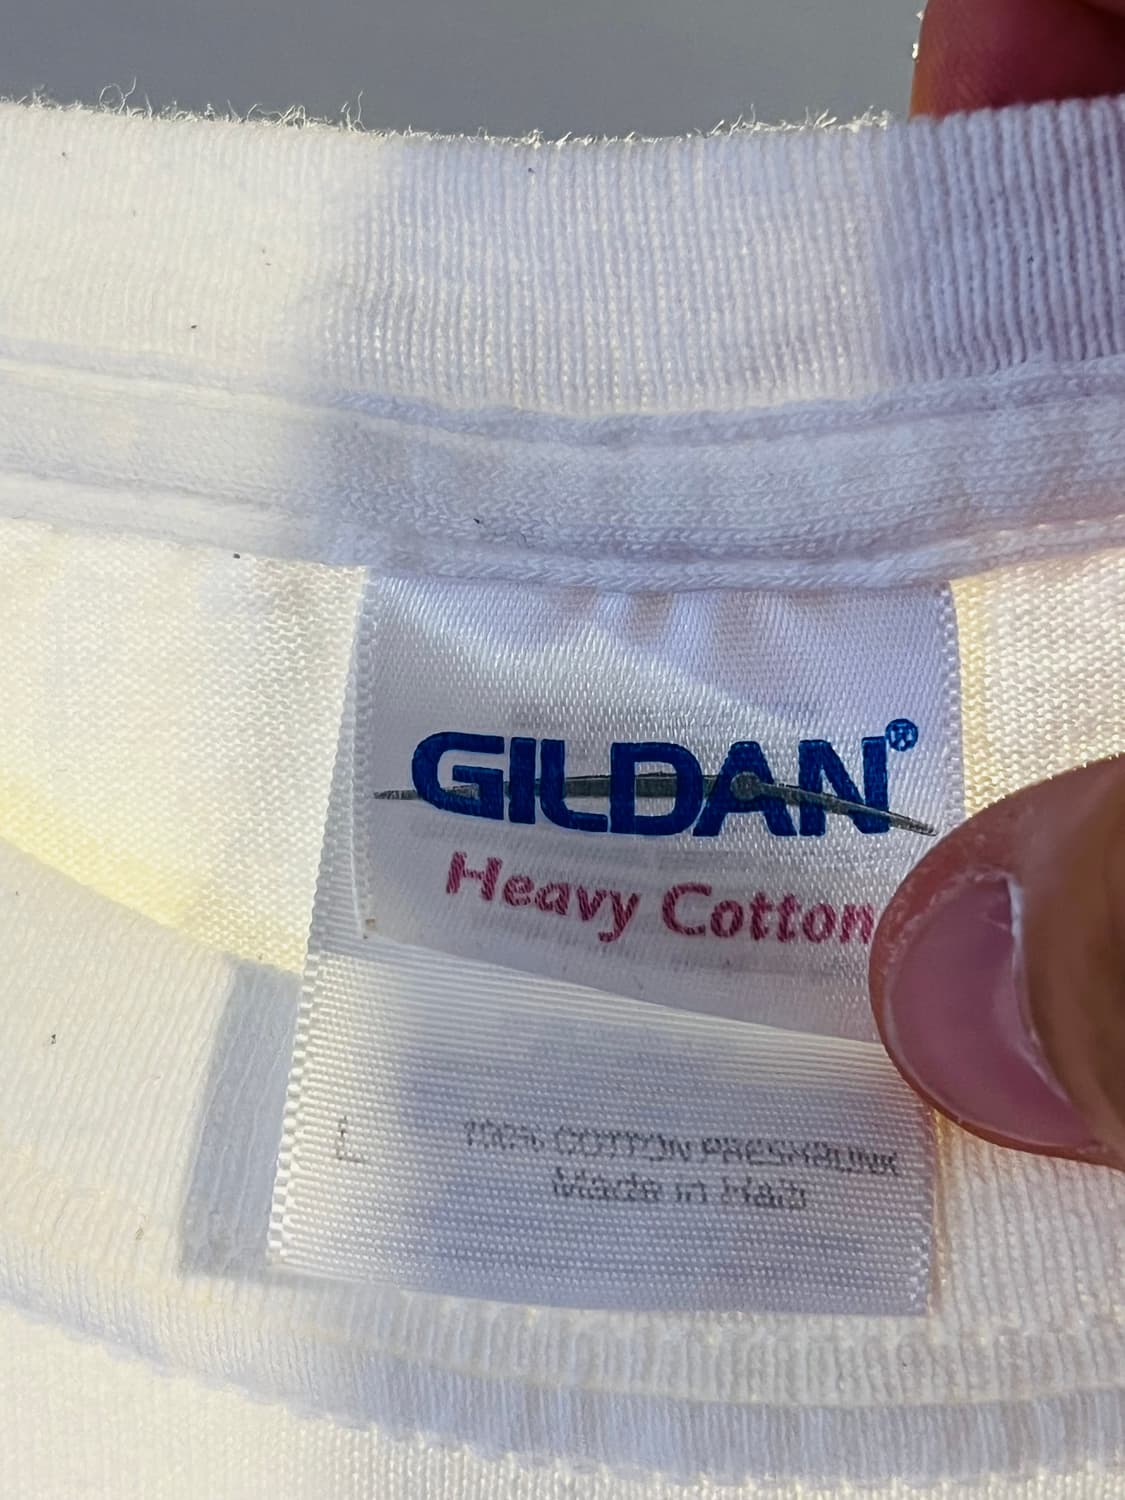 GILDAN®
Heavy Cotton
L
100% COTTON PRESHRUNK
Made in Haiti